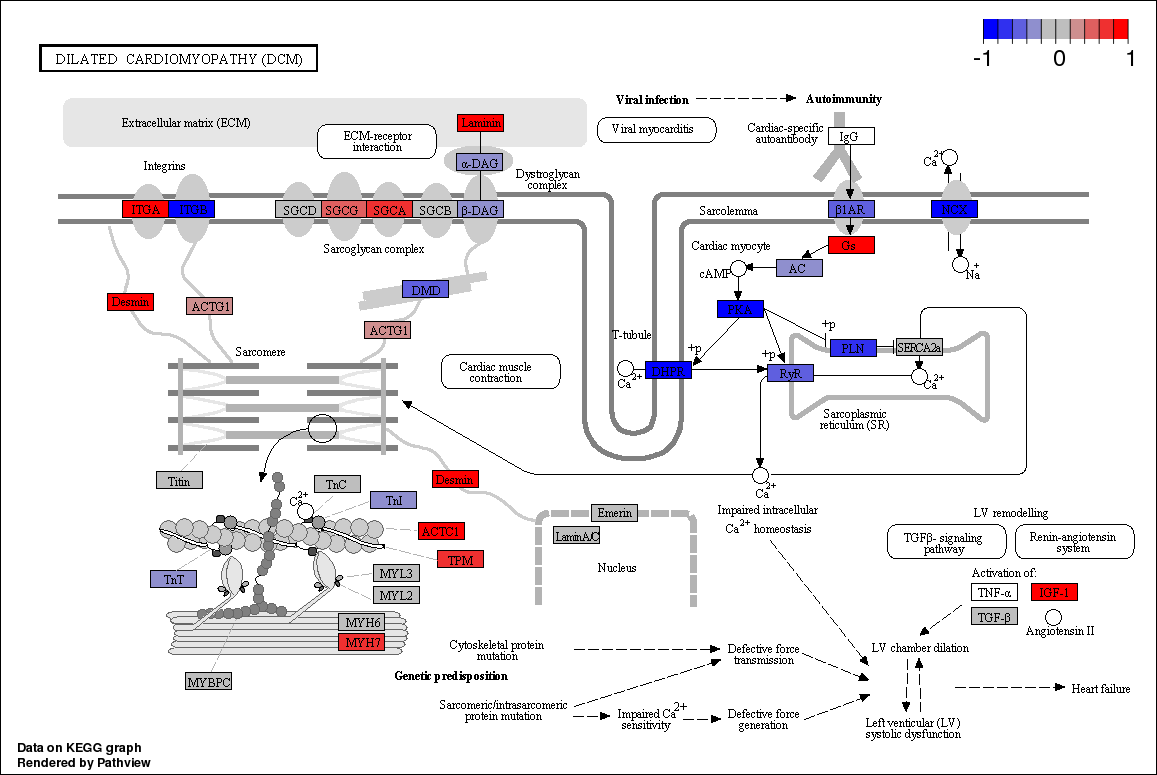 -1 0 1
DILATED CARDIOMYOPATHY (DCM)
Viral infection
Autoimmunity
Extracellular matrix (ECM)
Laminin
ECM-receptor
interaction
Viral myocarditis
Cardiac-specific
autoantibody
IgG
Integrins
α-DAG
Dystroglycan
complex
Ca2+
ITGA
SGCD
SGCG
SGCA
SGCB
β-DAG
Sarcolemma
β1AR
NCX
Sarcoglycan complex
Cardiac myocyte
Gs
cAMP
AC
Na+
Desmin
ACTG1
DMD
PKA
ACTG1
T-tubule
+p
+p
+p
PLN
SERCA2a
Sarcomere
Cardiac muscle
contraction
Ca2+
DHPR
RyR
Ca2+
Sarcoplasmic
reticulum (SR)
Titin
TnC
Desmin
Ca2+
TnI
Ca2+
Impaired intracellular
Ca2+ homeostasis
Emerin
LaminA/C
ACTC1
TPM
TnT
MYL3
MYL2
Nucleus
LV remodelling
TGFβ- signaling
pathway
Renin-angiotensin
system
Activation of:
TNF-α
IGF-1
TGF-β
Angiotensin II
MYH6
MYH7
MYBPC
Cytoskeletal protein
mutation
Defective force
transmission
LV chamber dilation
Genetic predisposition
Heart failure
Sarcomeric/intrasarcomeric
protein mutation
Impaired Ca2+
sensitivity
Defective force
generation
Left venticular (LV)
systolic dysfunction
Data on KEGG graph
Rendered by Pathview